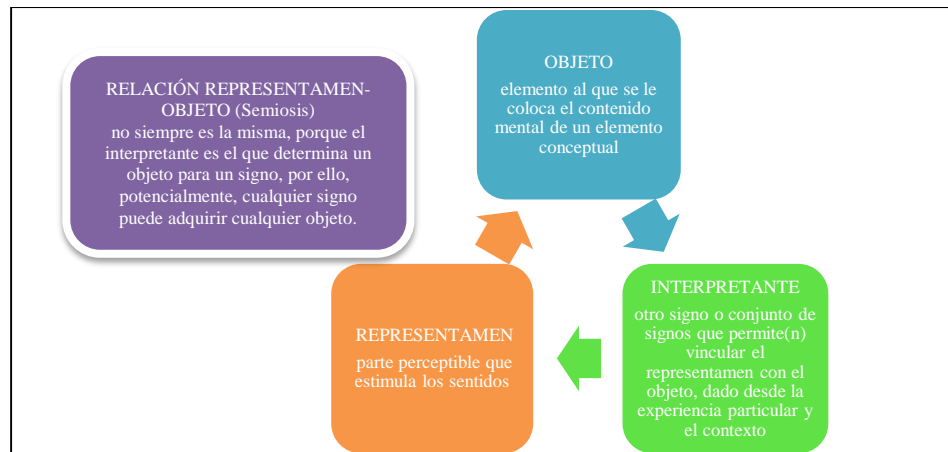 RELACIÓN REPRESENTAMEN-
OBJETO (Semiosis)
no siempre es la misma, porque el
interpretante es el que determina un
objeto para un signo, por ello,
potencialmente, cualquier signo
puede adquirir cualquier objeto.
OBJETO
elemento al que se le
coloca el contenido
mental de un elemento
conceptual
INTERPRETANTE
otro signo o conjunto de
signos que permite(n)
vincular el
representamen con el
objeto, dado desde la
experiencia particular y
el contexto
REPRESENTAMEN
parte perceptible que
estimula los sentidos